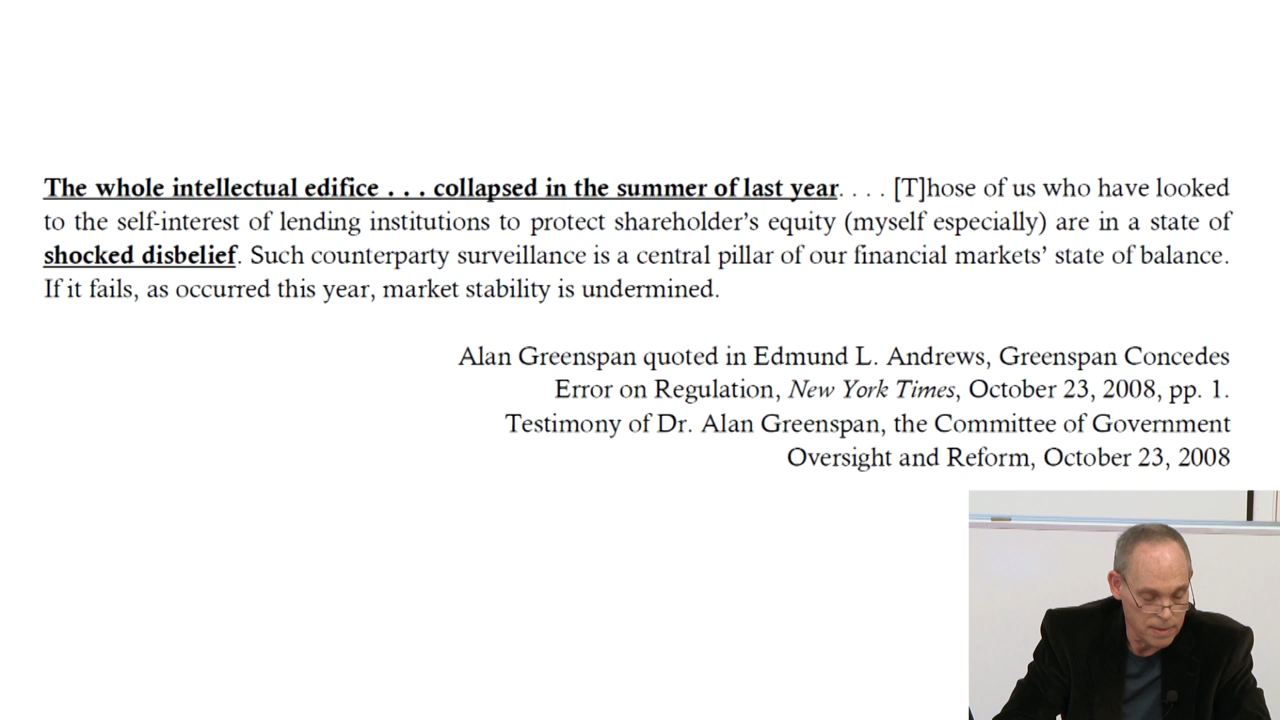 The whole intellectual edifice . . . collapsed in the summer of last year. . . . [T]hose of us who have looked
to the self-interest of lending institutions to protect shareholder's equity (myself especially) are in a state of
shocked disbelief. Such counterparty surveillance is a central pillar of our financial markets' state of balance.
If it fails, as occurred this year, market stability is undermined.
Alan Greenspan quoted in Edmund L. Andrews, Greenspan Concedes
Error on Regulation, New York Times, October 23, 2008, pp. 1.
Testimony of Dr. Alan Greenspan, the Committee of Government
Oversight and Reform, October 23, 2008